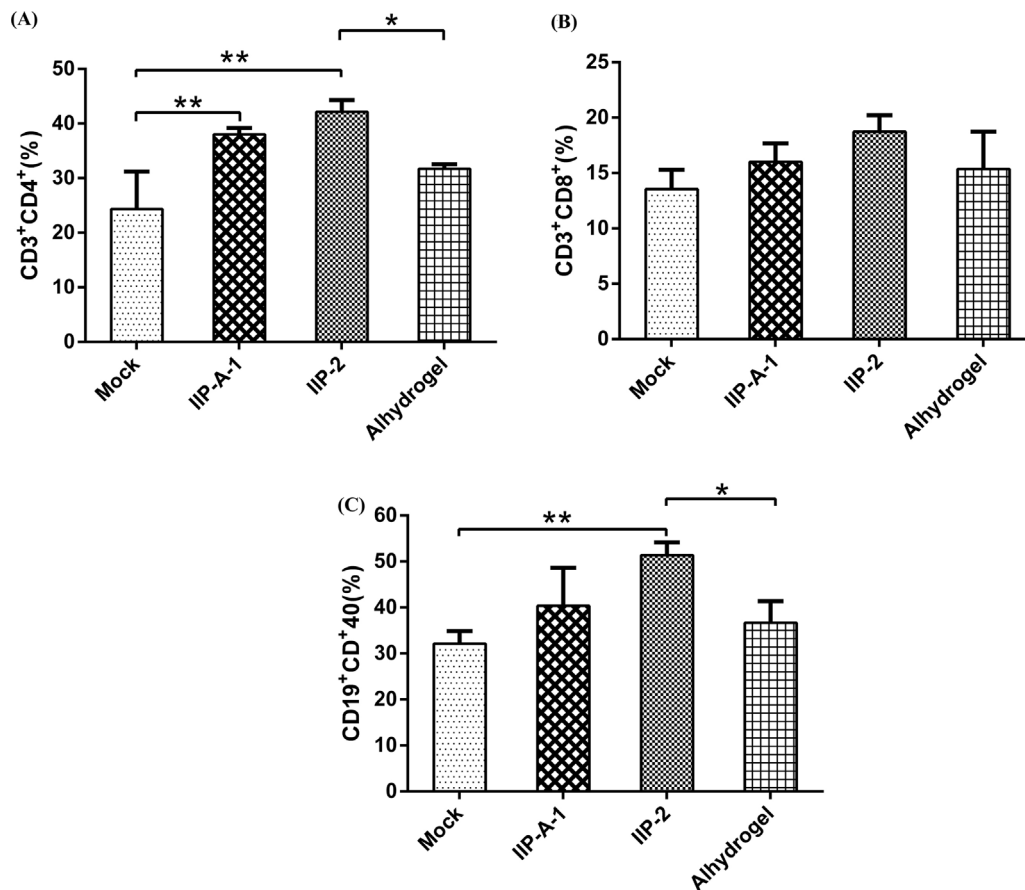 (A)
*
**
**
50
40
30
20
10
0
CD3⁺CD4⁺(%)
Mock
IIP-A-1
IIP-2
Alhydrogel
(B)
25
20
15
10
5
0
CD3⁺CD8⁺(%)
Mock
IIP-A-1
IIP-2
Alhydrogel
(C)
*
**
60
50
40
30
20
10
0
CD19⁺CD⁺40(%)
Mock
IIP-A-1
IIP-2
Alhydrogel